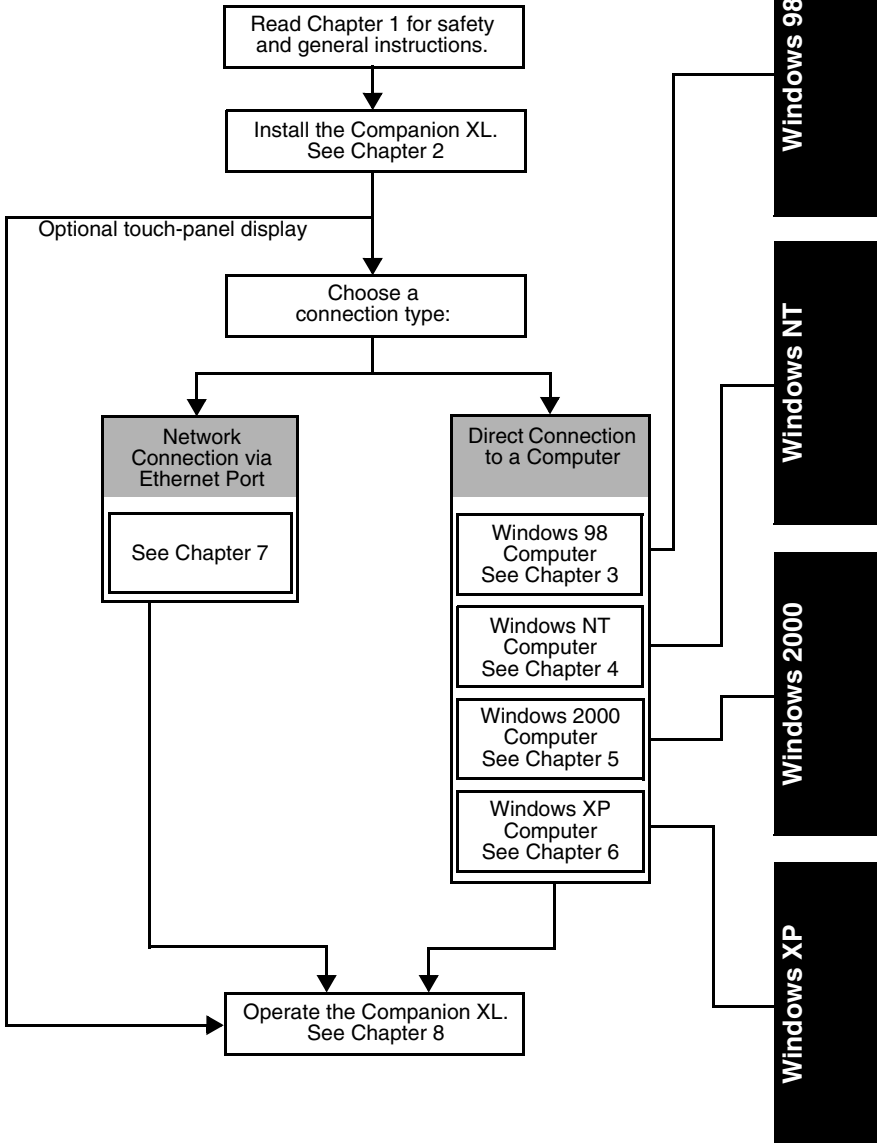 Read Chapter 1 for safety
and general instructions.
Install the Companion XL.
See Chapter 2
Optional touch-panel display
Choose a
connection type:
Network
Connection via
Ethernet Port
See Chapter 7
Direct Connection
to a Computer
Windows 98
Computer
See Chapter 3
Windows NT
Computer
See Chapter 4
Windows 2000
Computer
See Chapter 5
Windows XP
Computer
See Chapter 6
Operate the Companion XL.
See Chapter 8
Windows 98
Windows NT
Windows 2000
Windows XP